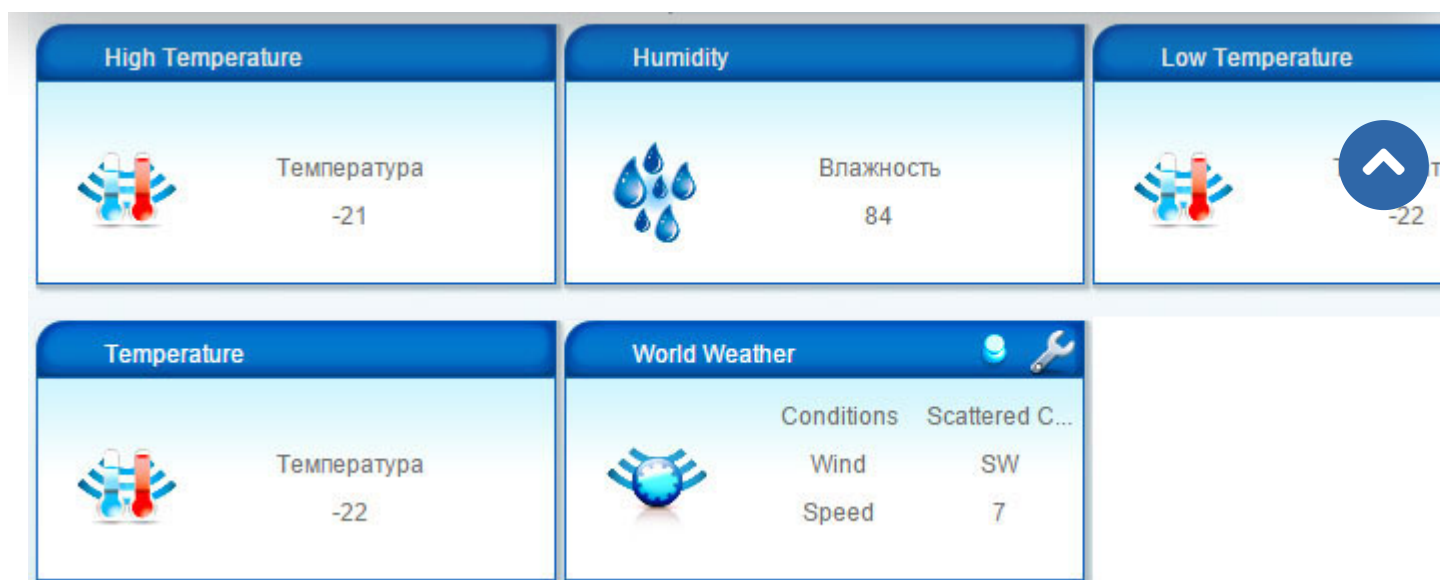 High Temperature
Humidity
Low Temperature
Температура
Влажность
-21
84
-22
Temperature
World Weather
Conditions Scattered C...
Температура
Wind SW
-22
Speed 7